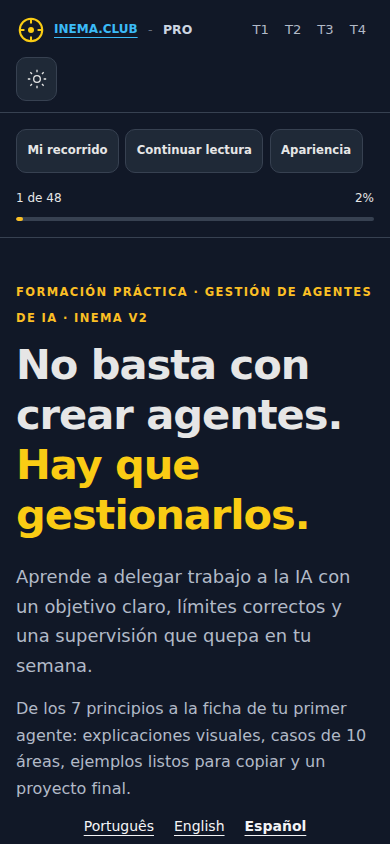 INEMA.CLUB - PRO T1 T2 T3 T4
Mi recorrido Continuar lectura Apariencia
1 de 48 2%
FORMACIÓN PRÁCTICA · GESTIÓN DE AGENTES
DE IA · INEMA V2
No basta con
crear agentes.
Hay que
gestionarlos.
Aprende a delegar trabajo a la IA con
un objetivo claro, límites correctos y
una supervisión que quepa en tu
semana.
De los 7 principios a la ficha de tu primer
agente: explicaciones visuales, casos de 10
áreas, ejemplos listos para copiar y un
proyecto final.
Português English Español